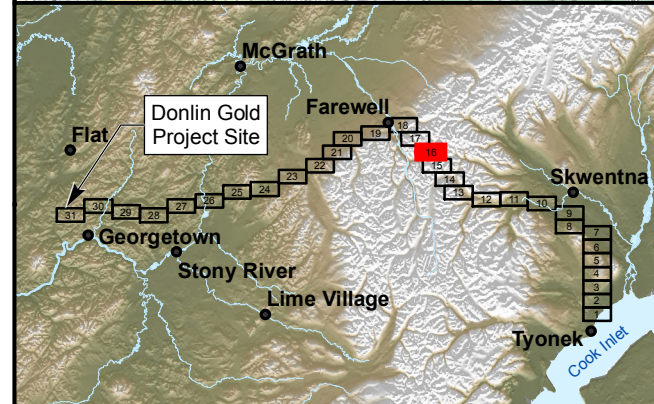 McGrath
Donlin Gold
Project Site
Farewell
Flat
18
19
17
20
16
21
15
22
14
23
Skwentna
13
24
25
12
11
10
26
27
9
30
31
29
28
8
7
Georgetown
6
Stony River
5
4
3
Lime Village
2
1
Tyonek
Cook Inlet